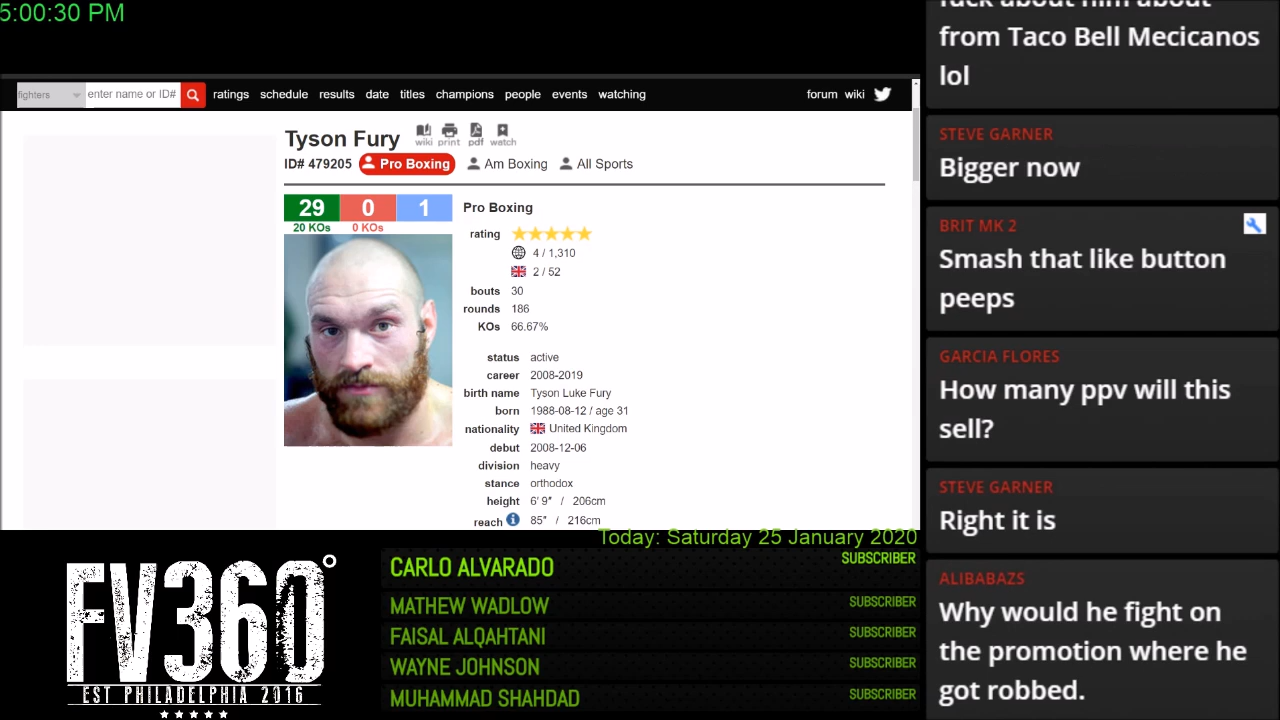 5:00:30 PM
fighters enter name or ID# ratings schedule results date titles champions people events watching forum wiki
Tyson Fury
wiki print pdf watch
ID# 479205 Pro Boxing Am Boxing All Sports
29 0 1
20 KOs 0 KOs
Pro Boxing
rating
4 / 1,310
2 / 52
bouts 30
rounds 186
KOs 66.67%
status active
career 2008-2019
birth name Tyson Luke Fury
born 1988-08-12 / age 31
nationality United Kingdom
debut 2008-12-06
division heavy
stance orthodox
height 6' 9" / 206cm
reach 85" / 216cm
Today: Saturday 25 January 2020
FV360°
EST PHILADELPHIA 2016
CARLO ALVARADO SUBSCRIBER
MATHEW WADLOW SUBSCRIBER
FAISAL ALQAHTANI SUBSCRIBER
WAYNE JOHNSON SUBSCRIBER
MUHAMMAD SHAHDAD SUBSCRIBER
fuck about him about
from Taco Bell Mecicanos
lol
STEVE GARNER
Bigger now
BRIT MK 2
Smash that like button
peeps
GARCIA FLORES
How many ppv will this
sell?
STEVE GARNER
Right it is
ALIBABAZS
Why would he fight on
the promotion where he
got robbed.